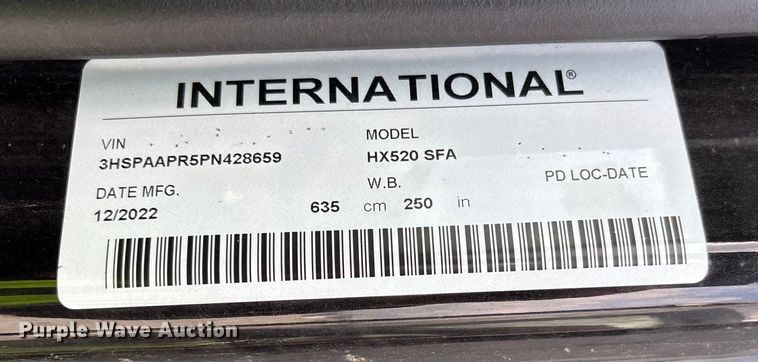 INTERNATIONAL®
VIN
3HSPAAPR5PN428659
MODEL
HX520 SFA
DATE MFG.
12/2022
W.B.
635 cm 250 in
PD LOC-DATE
Purple Wave Auction